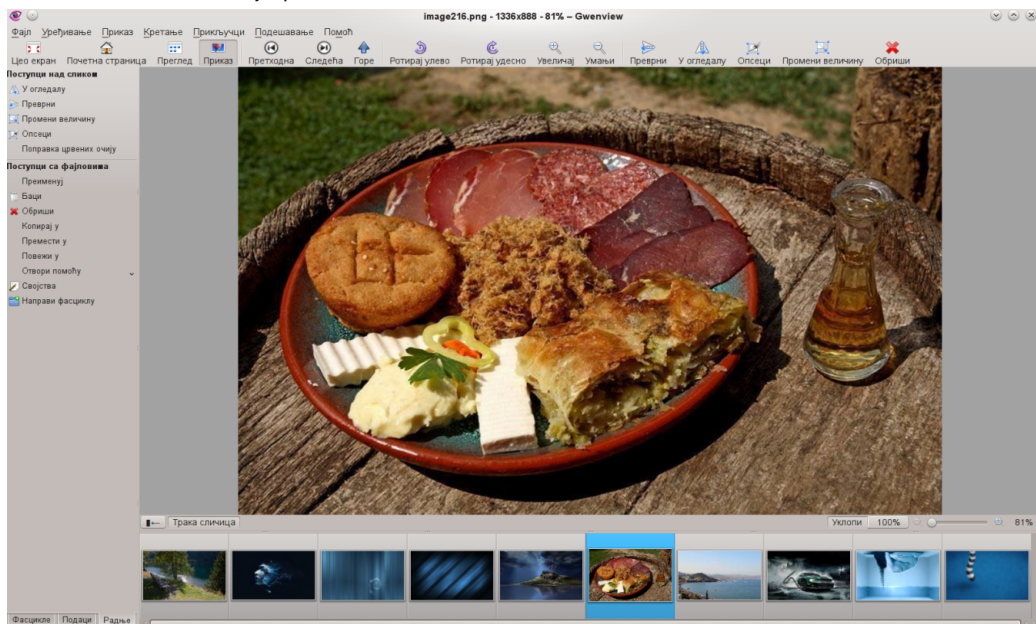 image216.png - 1336x888 - 81% – Gwenview
Фајл Уређивање Приказ Кретање Прикључци Подешавање Помоћ
Цео екран Почетна страница Преглед Приказ Претходна Следећа Горе Ротирај улево Ротирај удесно Увеличај Умањи Преврни У огледалу Опсеци Промени величину Обриши
Поступци над сликом
У огледалу
Преврни
Промени величину
Опсеци
Поправка црвених очију
Поступци са фајловима
Преименуј
Баци
Обриши
Копирај у
Премести у
Повежи у
Отвори помоћу
Својства
Направи фасциклу
Трака сличица Уклопи 100% 81%
Фасцикле Подаци Радње